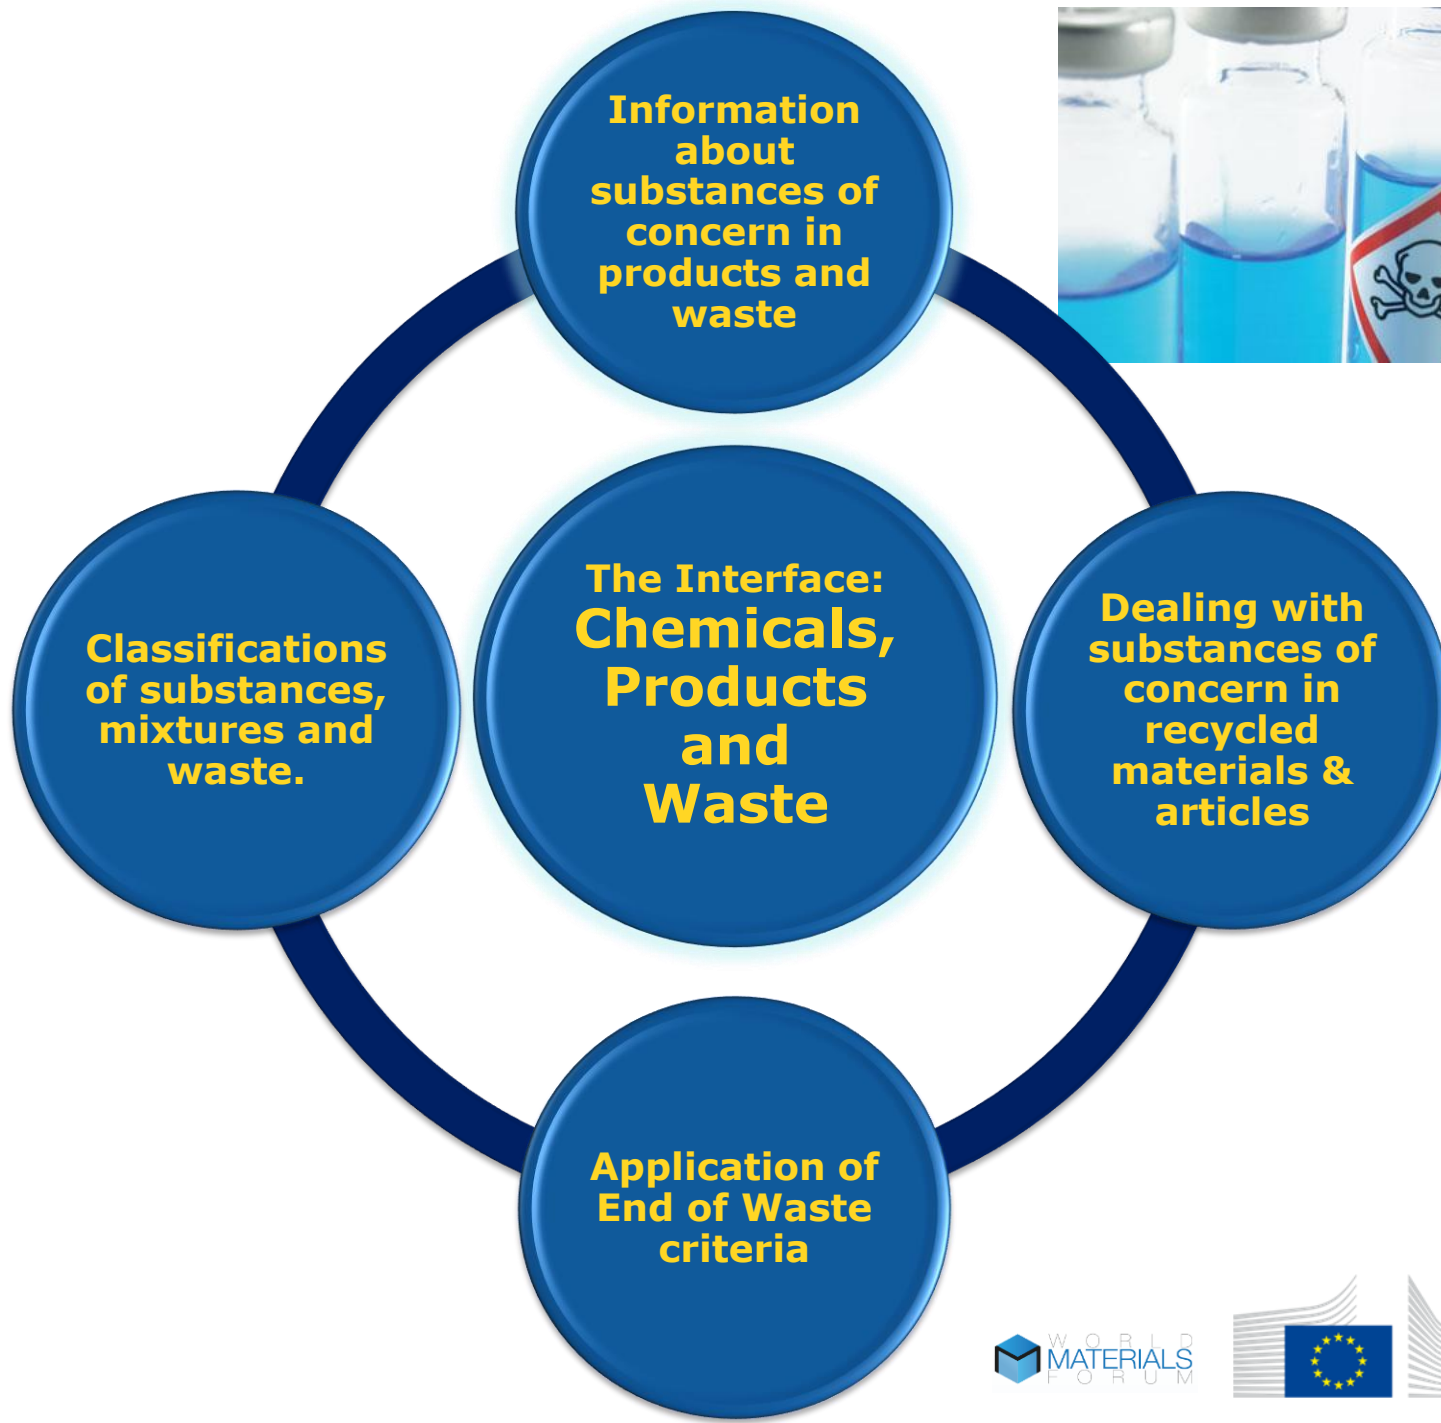 Information
about
substances of
concern in
products and
waste
The Interface:
Chemicals,
Products
and
Waste
Classifications
of substances,
mixtures and
waste.
Dealing with
substances of
concern in
recycled
materials &
articles
Application of
End of Waste
criteria
WORLD
MATERIALS
FORUM